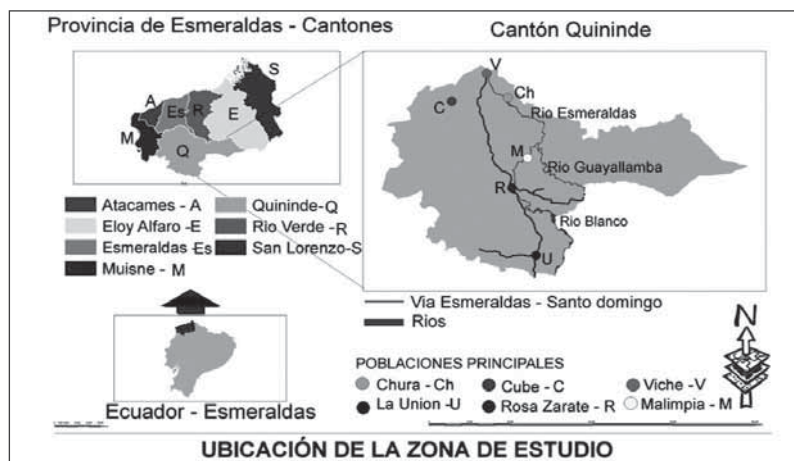 Provincia de Esmeraldas - Cantones
S
A
Es
R
E
M
Q
Atacames - A
Quininde-Q
Eloy Alfaro -E
Rio Verde -R
Esmeraldas -Es
San Lorenzo-S
Muisne - M
Ecuador - Esmeraldas
Cantón Quininde
V
Ch
C
Rio Esmeraldas
M
Rio Guayallamba
R
Rio Blanco
U
Via Esmeraldas - Santo domingo
Rios
N
POBLACIONES PRINCIPALES
Chura - Ch
Cube - C
Viche -V
La Union -U
Rosa Zarate - R
Malimpia - M
UBICACIÓN DE LA ZONA DE ESTUDIO